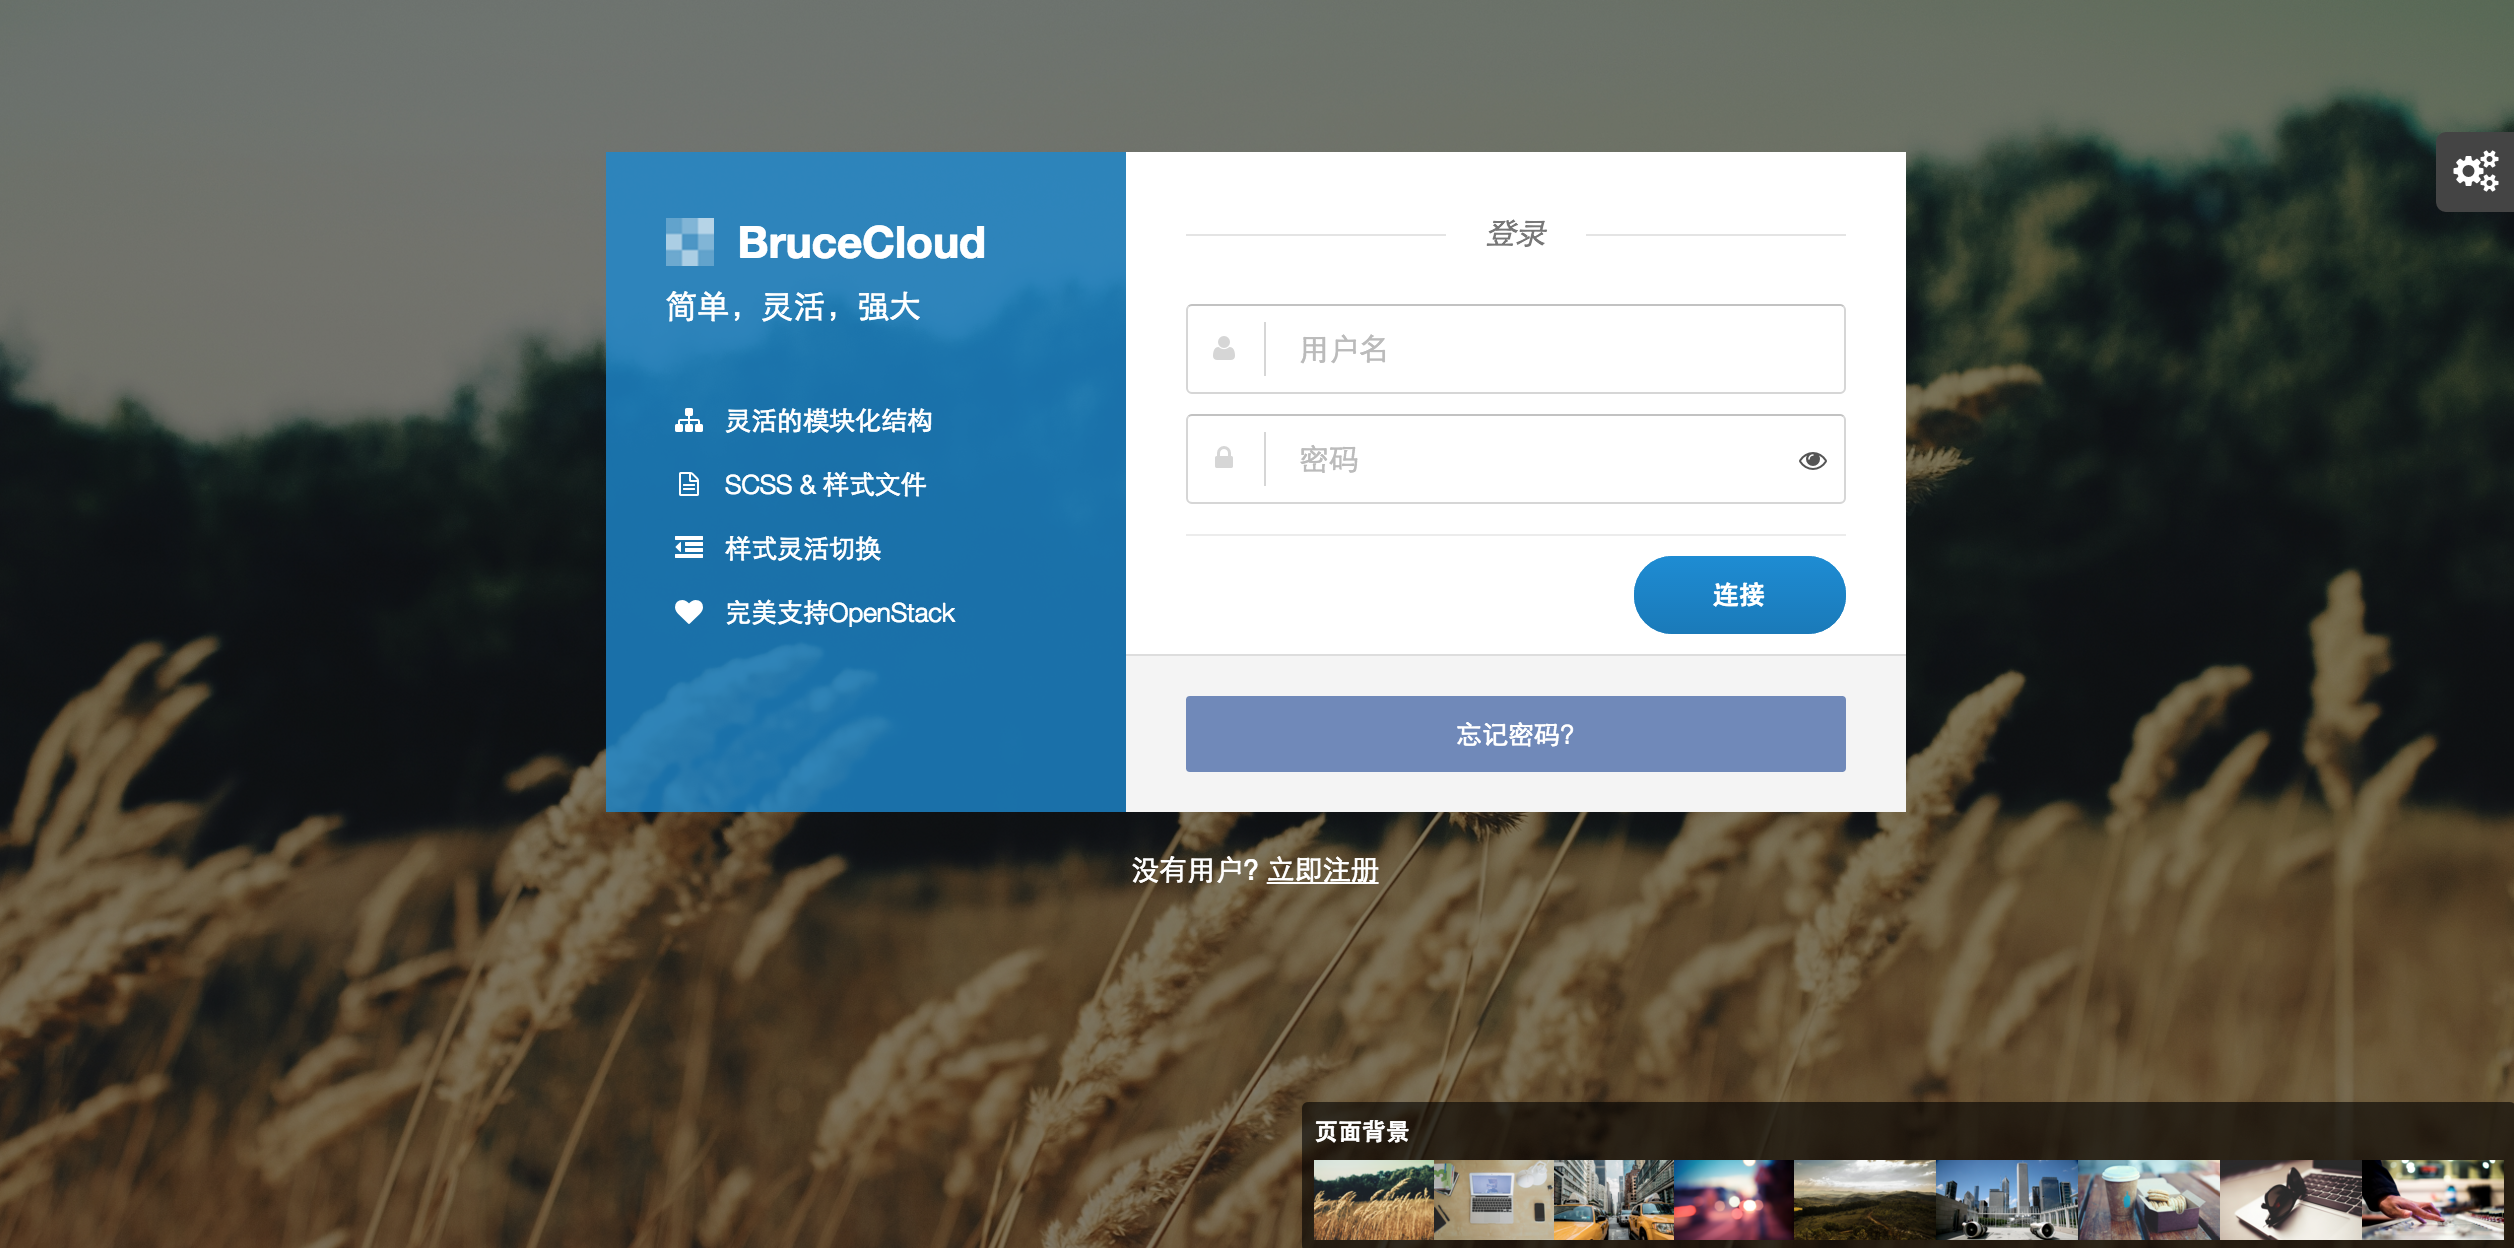 BruceCloud
简单，灵活，强大
灵活的模块化结构
SCSS & 样式文件
样式灵活切换
完美支持OpenStack
登录
用户名
密码
连接
忘记密码?
没有用户? 立即注册
页面背景